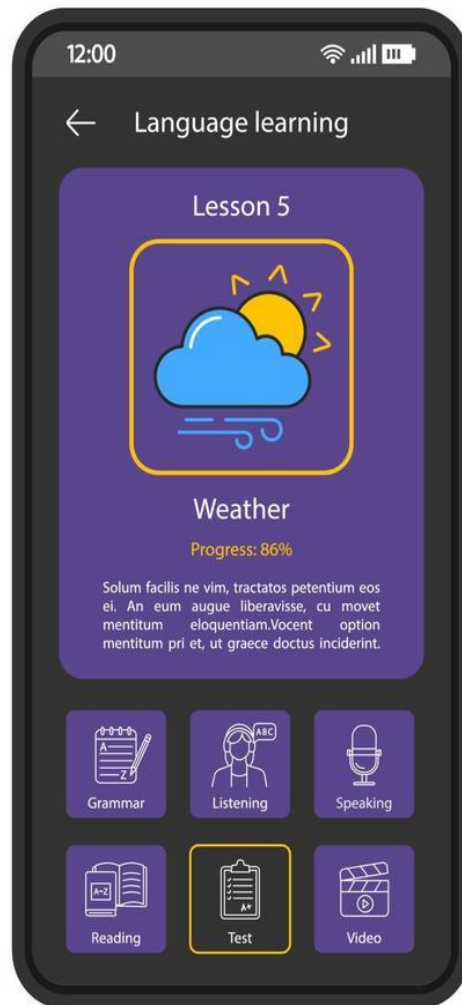 12:00
Language learning
Lesson 5
Weather
Progress: 86%
Solum facilis ne vim, tractatos petentium eos
ei. An eum augue liberavisse, cu movet
mentitum eloquentiam.Vocent option
mentitum pri et, ut graece doctus inciderint.
A
Z
Grammar
ABC
Listening
Speaking
A-Z
Reading
A+
Test
Video